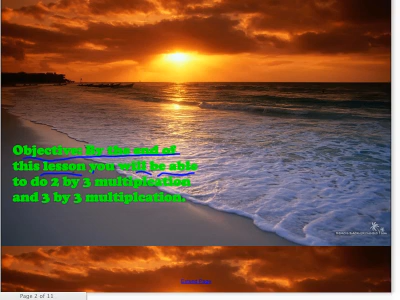 Objective: By the end of
this lesson you will be able
to do 2 by 3 multiplication
and 3 by 3 multiplication.
Page 2 of 11